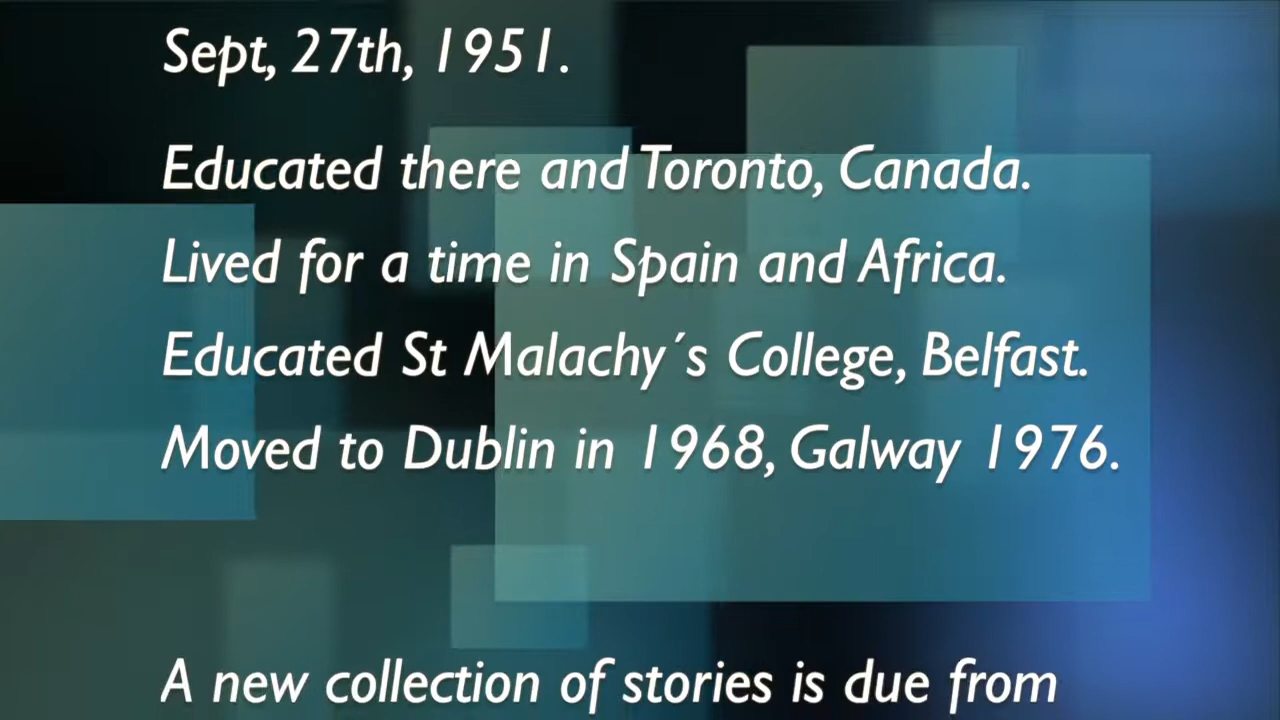 Sept, 27th, 1951.
Educated there and Toronto, Canada.
Lived for a time in Spain and Africa.
Educated St Malachy´s College, Belfast.
Moved to Dublin in 1968, Galway 1976.
A new collection of stories is due from